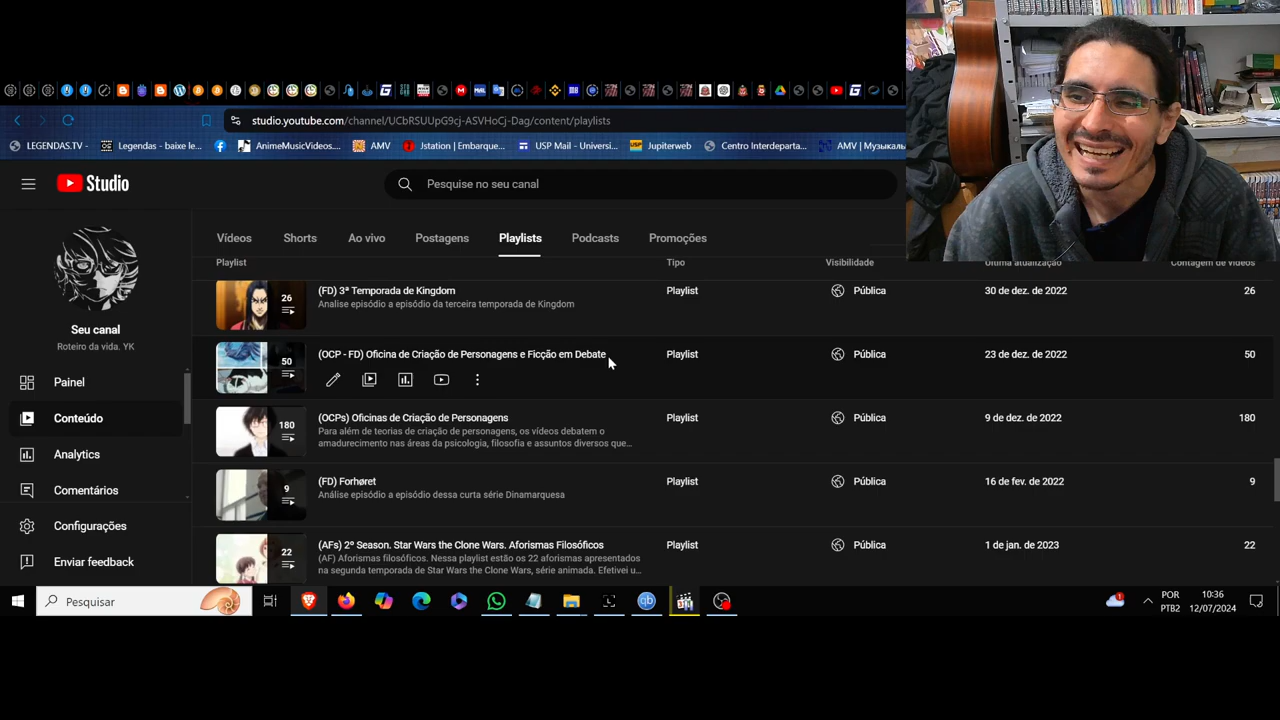 studio.youtube.com/channel/UCbRSUUpG9cj-ASVHoCj-Dag/content/playlists
LEGENDAS.TV - Legendas - baixe le... AnimeMusicVideos.... AMV Jstation | Embarque... USP Mail - Universi... Jupiterweb Centro Interdeparta... AMV | Музыкаль
Studio
Pesquise no seu canal
Vídeos Shorts Ao vivo Postagens Playlists Podcasts Promoções
Playlist Tipo Visibilidade Última atualização Contagem de vídeos
26
(FD) 3ª Temporada de Kingdom
Analise episódio a episódio da terceira temporada de Kingdom
Playlist Pública 30 de dez. de 2022 26
50
(OCP - FD) Oficina de Criação de Personagens e Ficção em Debate
Playlist Pública 23 de dez. de 2022 50
180
(OCPs) Oficinas de Criação de Personagens
Para além de teorias de criação de personagens, os vídeos debatem o
amadurecimento nas áreas da psicologia, filosofia e assuntos diversos que...
Playlist Pública 9 de dez. de 2022 180
9
(FD) Forhøret
Análise episódio a episódio dessa curta série Dinamarquesa
Playlist Pública 16 de fev. de 2022 9
22
(AFs) 2º Season. Star Wars the Clone Wars. Aforismas Filosóficos
(AF) Aforismas filosóficos. Nessa playlist estão os 22 aforismas apresentados
na segunda temporada de Star Wars the Clone Wars, série animada. Efetivei u...
Playlist Pública 1 de jan. de 2023 22
Seu canal
Roteiro da vida. YK
Painel
Conteúdo
Analytics
Comentários
Configurações
Enviar feedback
Pesquisar
1
POR
PTB2
10:36
12/07/2024